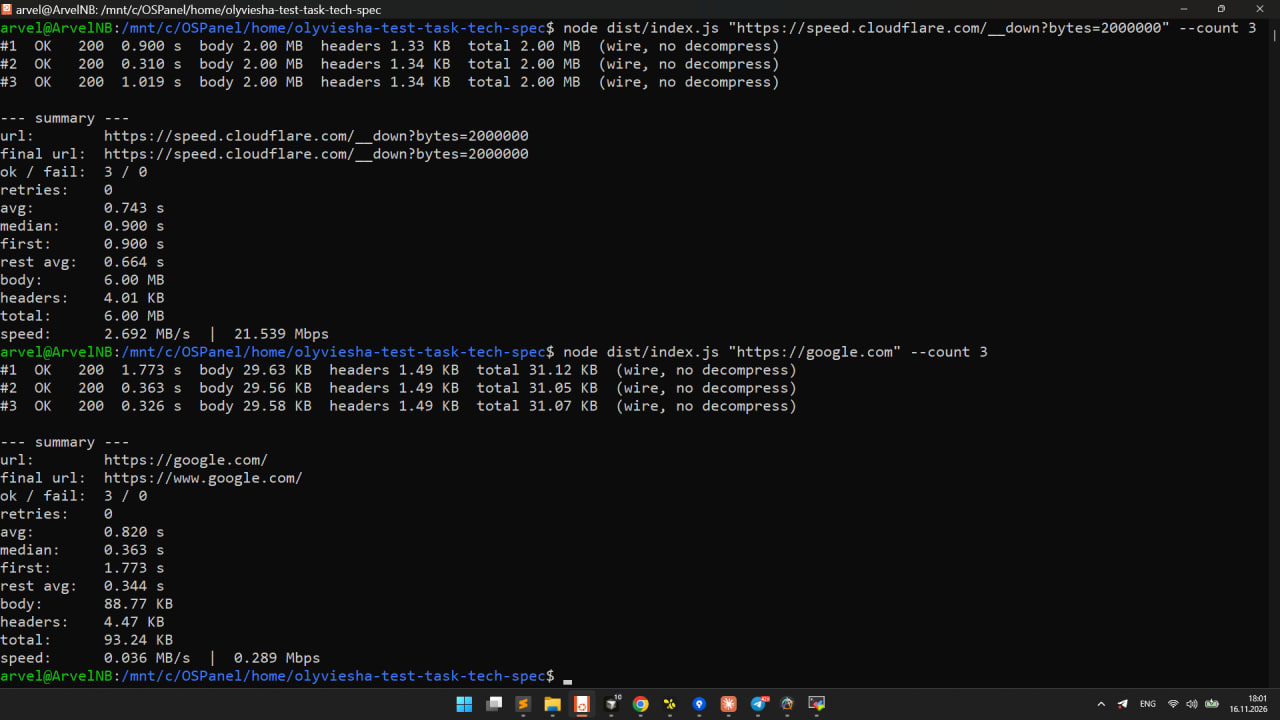 arvel@ArvelNB: /mnt/c/OSPanel/home/olyviesha-test-task-tech-spec
arvel@ArvelNB:/mnt/c/OSPanel/home/olyviesha-test-task-tech-spec$ node dist/index.js "https://speed.cloudflare.com/__down?bytes=2000000" --count 3
#1  OK   200  0.900 s  body 2.00 MB  headers 1.33 KB  total 2.00 MB  (wire, no decompress)
#2  OK   200  0.310 s  body 2.00 MB  headers 1.34 KB  total 2.00 MB  (wire, no decompress)
#3  OK   200  1.019 s  body 2.00 MB  headers 1.34 KB  total 2.00 MB  (wire, no decompress)
--- summary ---
url:        https://speed.cloudflare.com/__down?bytes=2000000
final url:  https://speed.cloudflare.com/__down?bytes=2000000
ok / fail:  3 / 0
retries:    0
avg:        0.743 s
median:     0.900 s
first:      0.900 s
rest avg:   0.664 s
body:       6.00 MB
headers:    4.01 KB
total:      6.00 MB
speed:      2.692 MB/s  |  21.539 Mbps
arvel@ArvelNB:/mnt/c/OSPanel/home/olyviesha-test-task-tech-spec$ node dist/index.js "https://google.com" --count 3
#1  OK   200  1.773 s  body 29.63 KB  headers 1.49 KB  total 31.12 KB  (wire, no decompress)
#2  OK   200  0.363 s  body 29.56 KB  headers 1.49 KB  total 31.05 KB  (wire, no decompress)
#3  OK   200  0.326 s  body 29.58 KB  headers 1.49 KB  total 31.07 KB  (wire, no decompress)
--- summary ---
url:        https://google.com/
final url:  https://www.google.com/
ok / fail:  3 / 0
retries:    0
avg:        0.820 s
median:     0.363 s
first:      1.773 s
rest avg:   0.344 s
body:       88.77 KB
headers:    4.47 KB
total:      93.24 KB
speed:      0.036 MB/s  |  0.289 Mbps
arvel@ArvelNB:/mnt/c/OSPanel/home/olyviesha-test-task-tech-spec$
10
ENG
18:01
16.11.2026